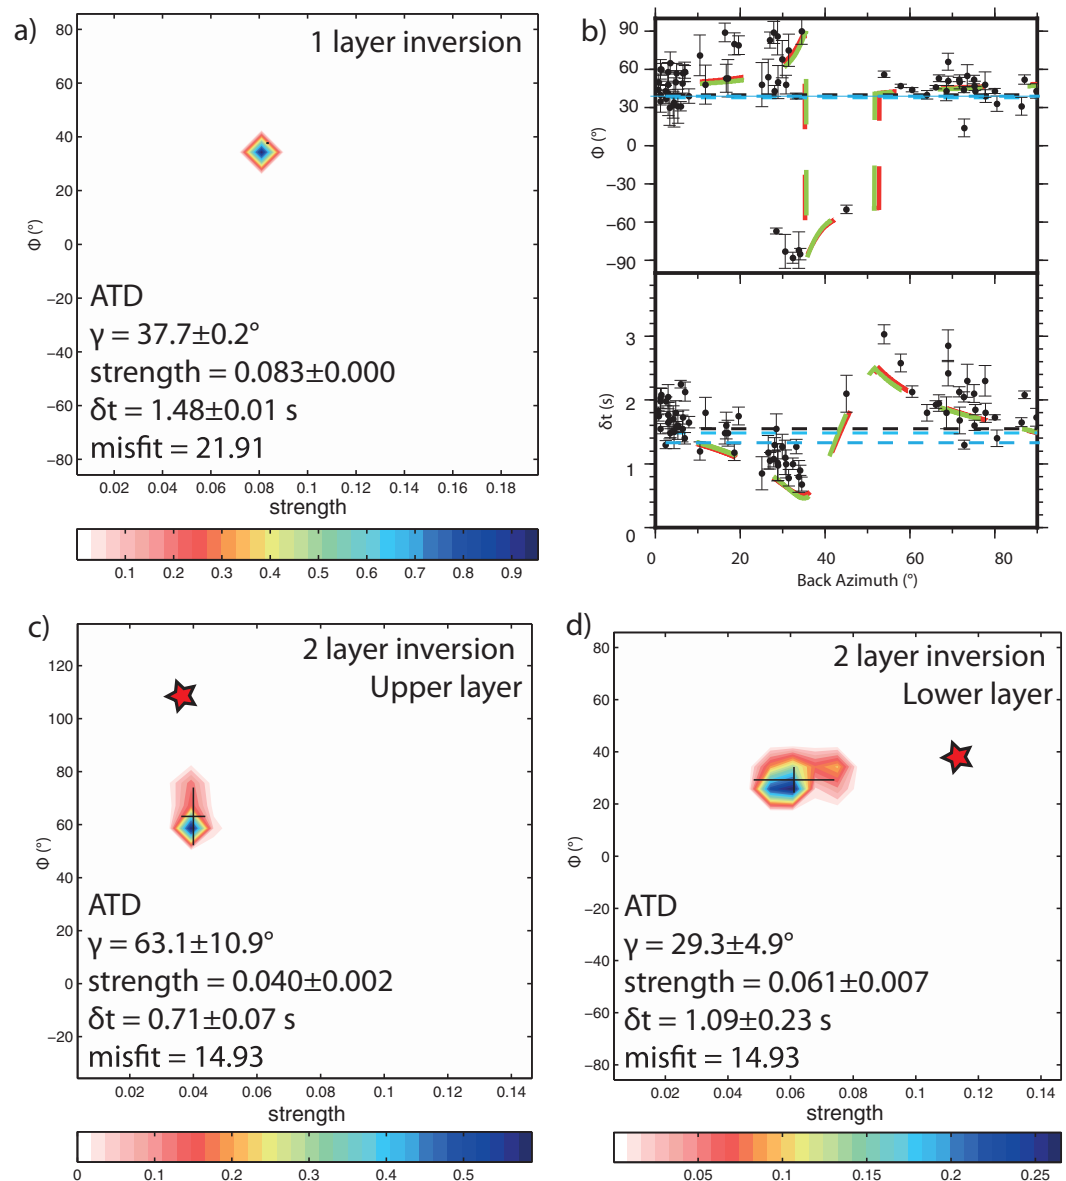 a)
1 layer inversion
80
60
40
20
0
−20
−40
−60
−80
Φ (°)
ATD
γ = 37.7±0.2°
strength = 0.083±0.000
δt = 1.48±0.01 s
misfit = 21.91
0.02 0.04 0.06 0.08 0.10 0.12 0.14 0.16 0.18
strength
0.1 0.2 0.3 0.4 0.5 0.6 0.7 0.8 0.9
b)
90
60
30
0
−30
−60
−90
Φ (°)
3
2
1
0
δt (s)
0 20 40 60 80
Back Azimuth (°)
c)
2 layer inversion
Upper layer
120
100
80
60
40
20
0
−20
Φ (°)
ATD
γ = 63.1±10.9°
strength = 0.040±0.002
δt = 0.71±0.07 s
misfit = 14.93
0.02 0.04 0.06 0.08 0.10 0.12 0.14
strength
0 0.1 0.2 0.3 0.4 0.5
d)
2 layer inversion
Lower layer
80
60
40
20
0
−20
−40
−60
−80
Φ (°)
ATD
γ = 29.3±4.9°
strength = 0.061±0.007
δt = 1.09±0.23 s
misfit = 14.93
0.02 0.04 0.06 0.08 0.1 0.12 0.14
strength
0.05 0.1 0.15 0.2 0.25